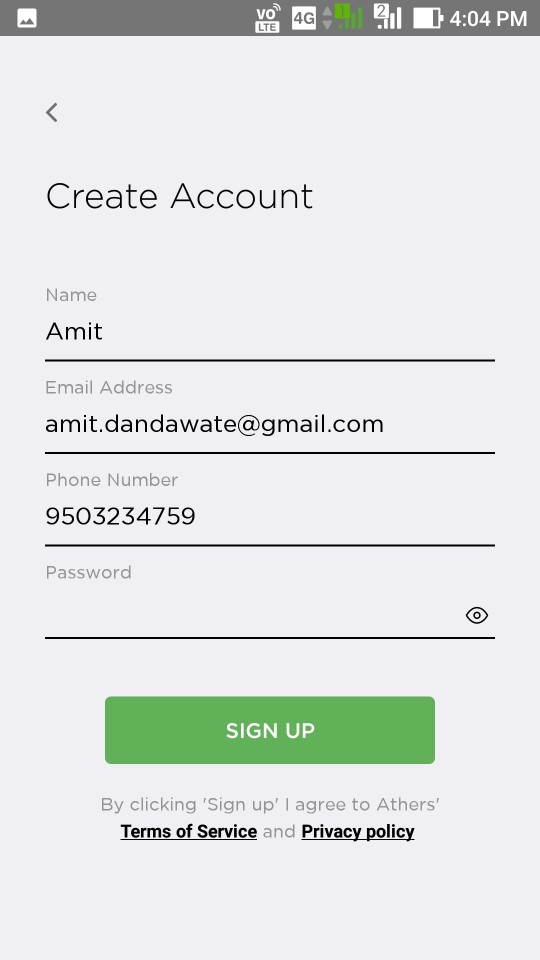 VO LTE 4G 1 2 4:04 PM
Create Account
Name
Amit
Email Address
amit.dandawate@gmail.com
Phone Number
9503234759
Password
SIGN UP
By clicking 'Sign up' I agree to Athers'
Terms of Service and Privacy policy